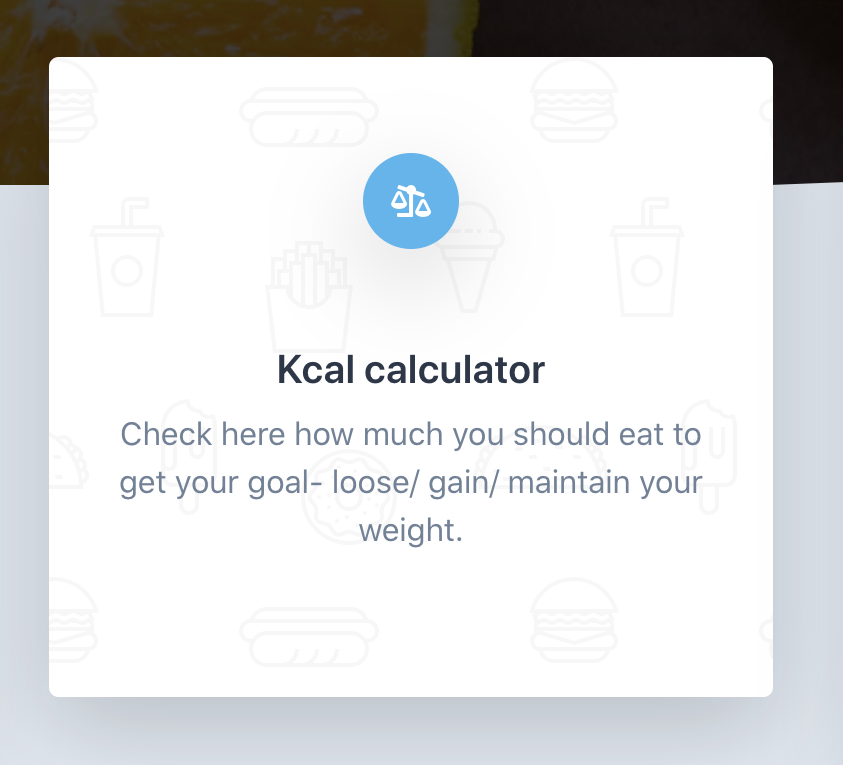 Kcal calculator
Check here how much you should eat to
get your goal- loose/ gain/ maintain your
weight.